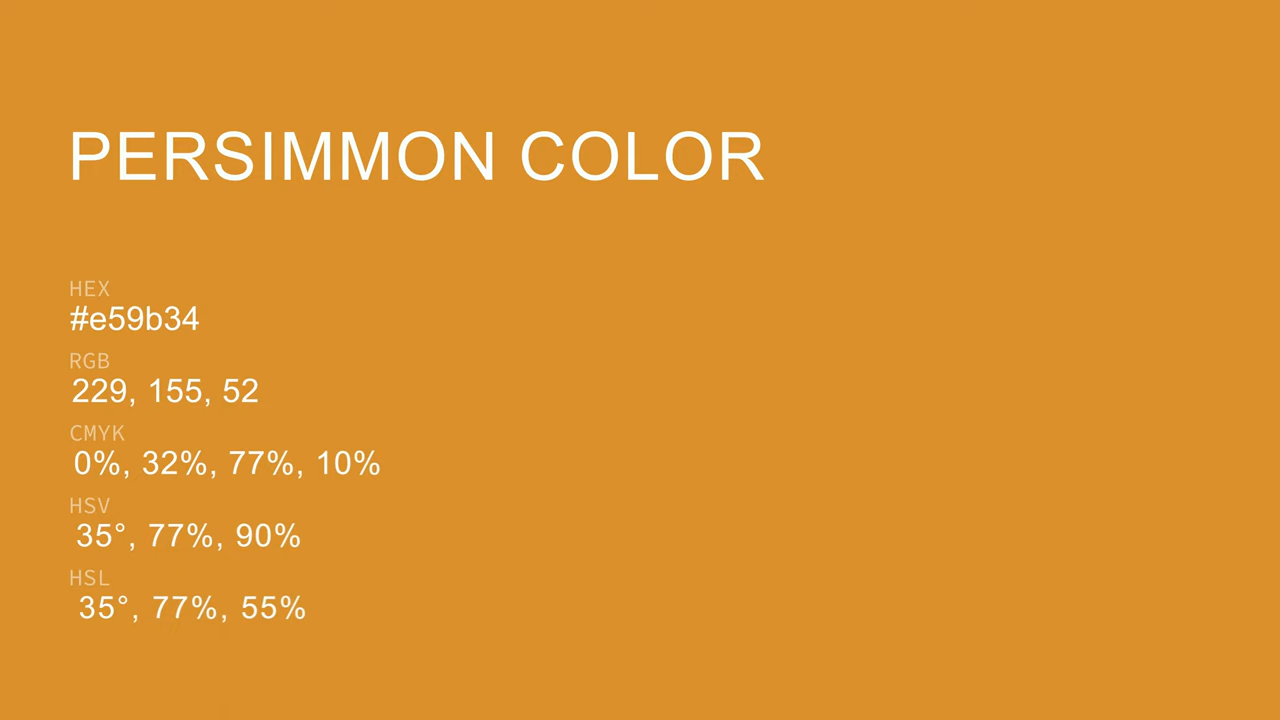 PERSIMMON COLOR
HEX
#e59b34
RGB
229, 155, 52
CMYK
0%, 32%, 77%, 10%
HSV
35°, 77%, 90%
HSL
35°, 77%, 55%